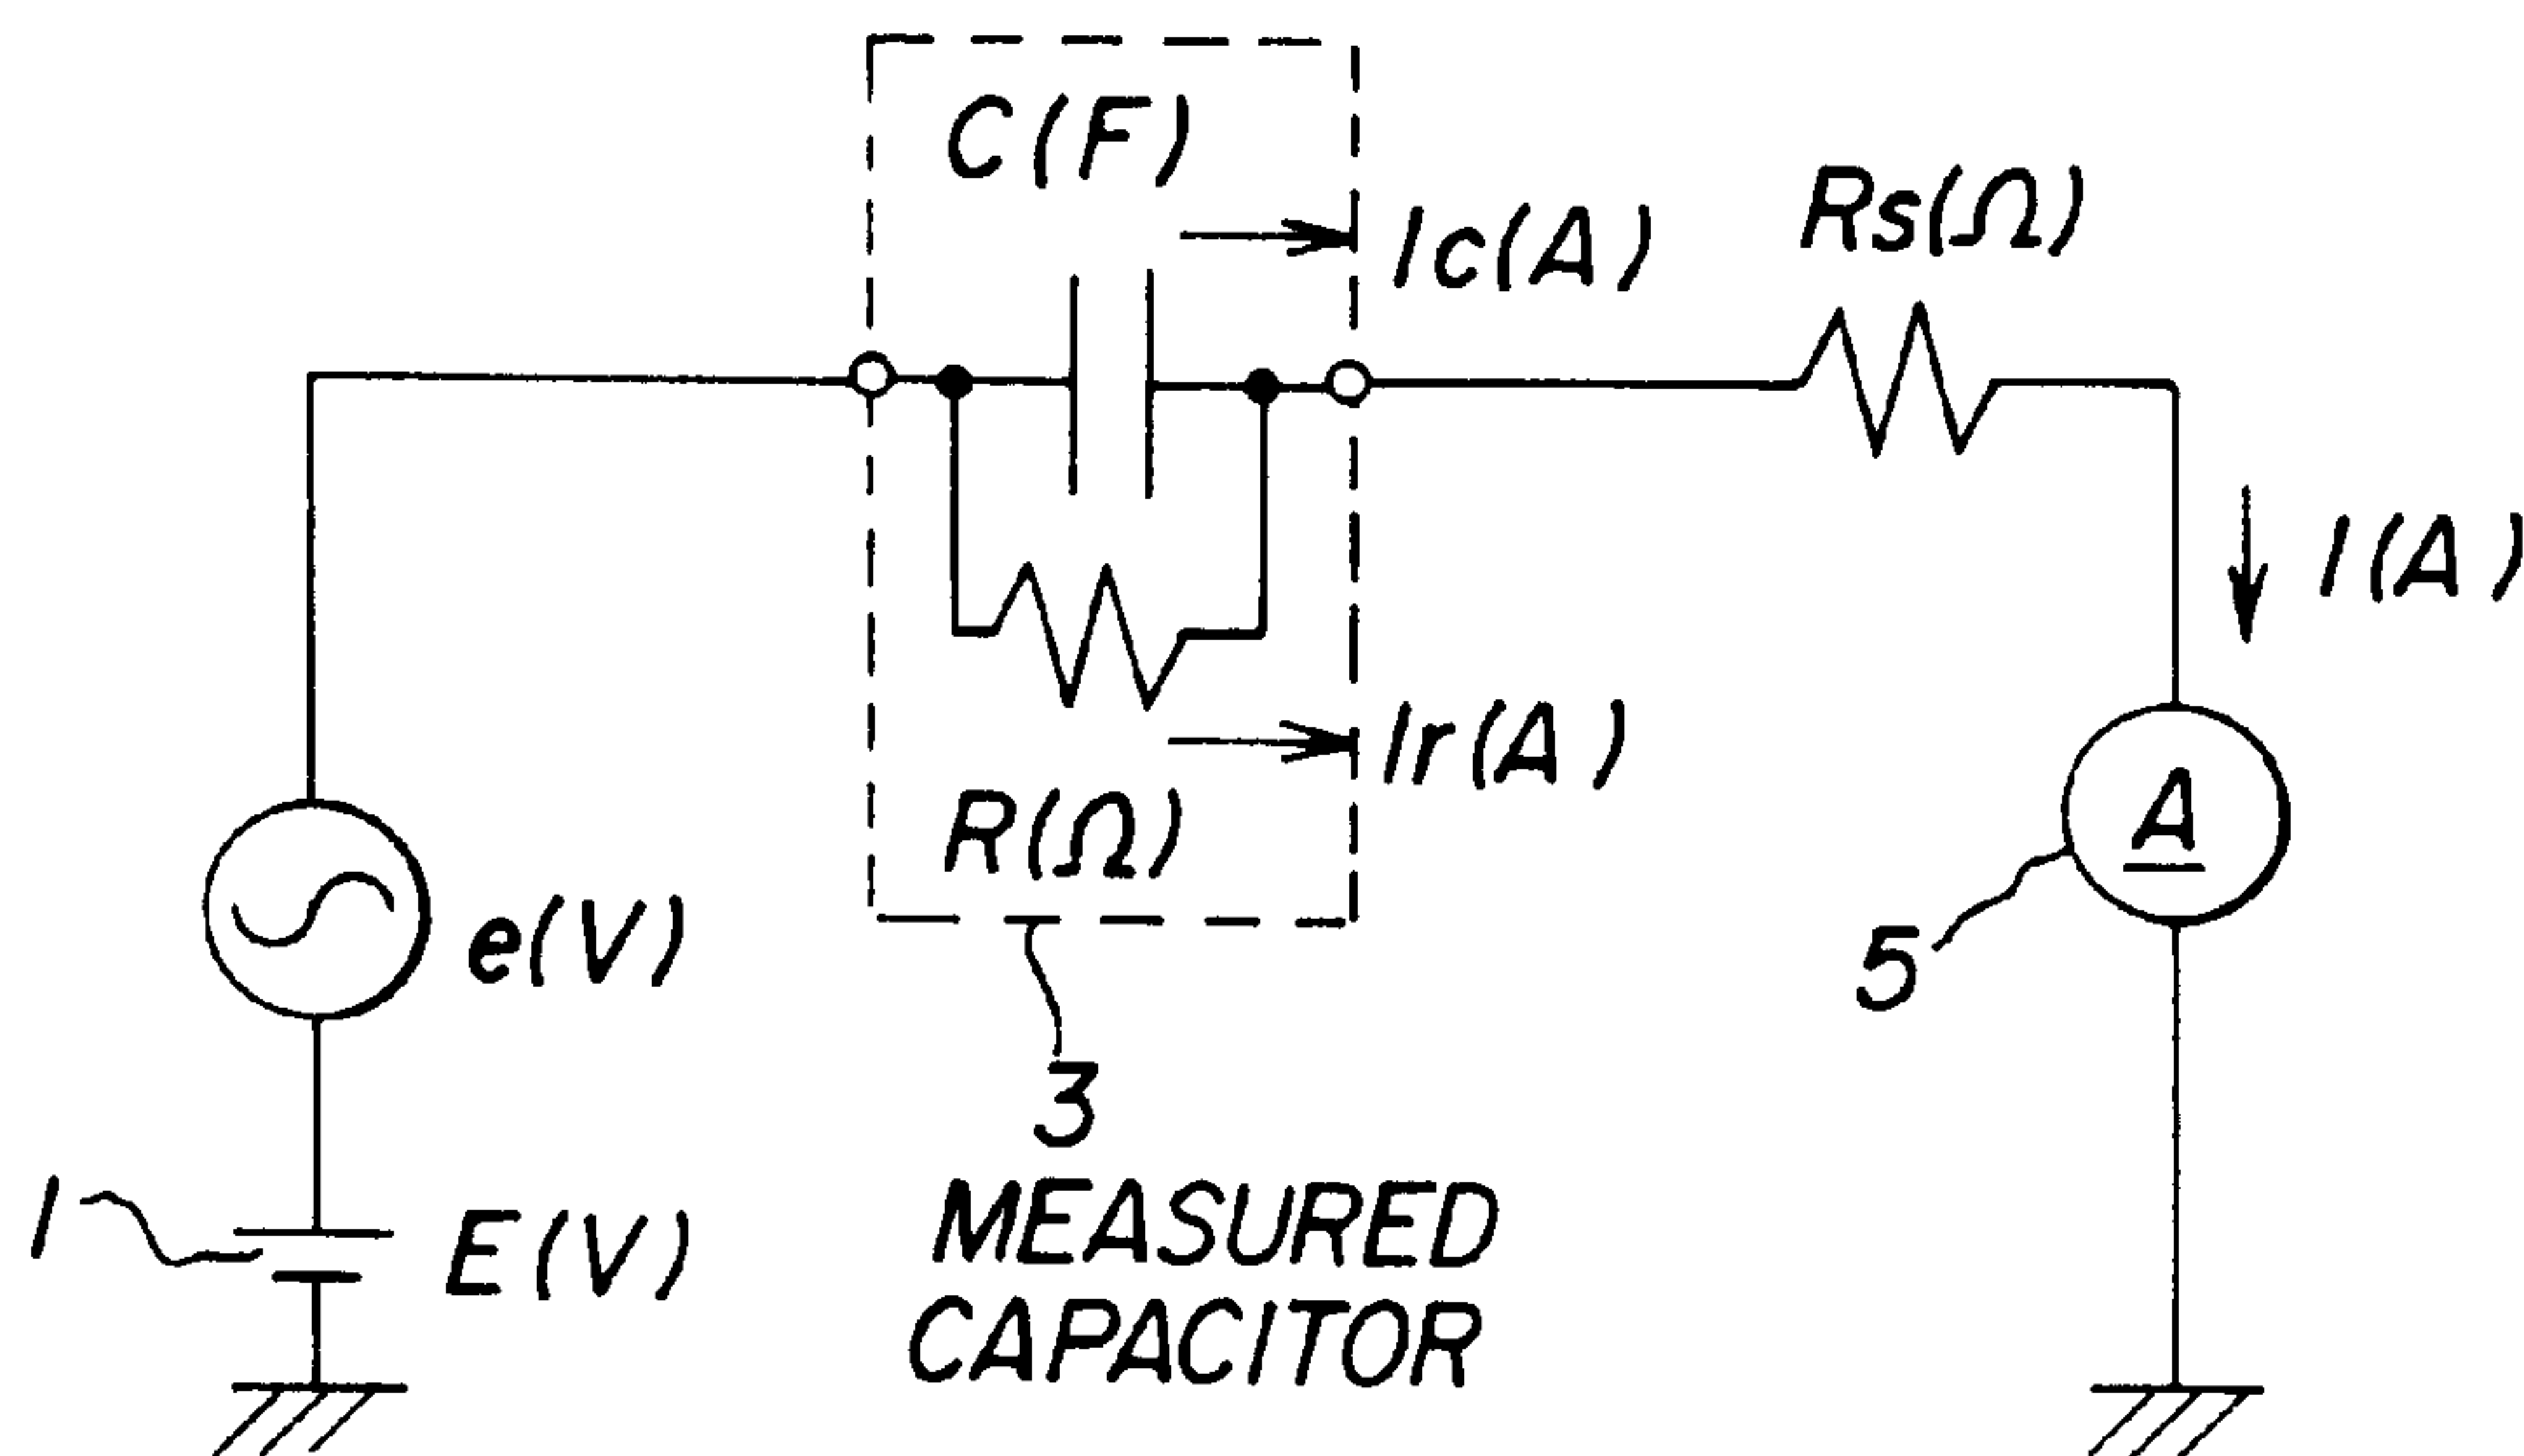 C(F)
Ic(A)
Rs(Ω)
I(A)
Ir(A)
R(Ω)
A
e(V)
5
3
1
E(V)
MEASURED
CAPACITOR